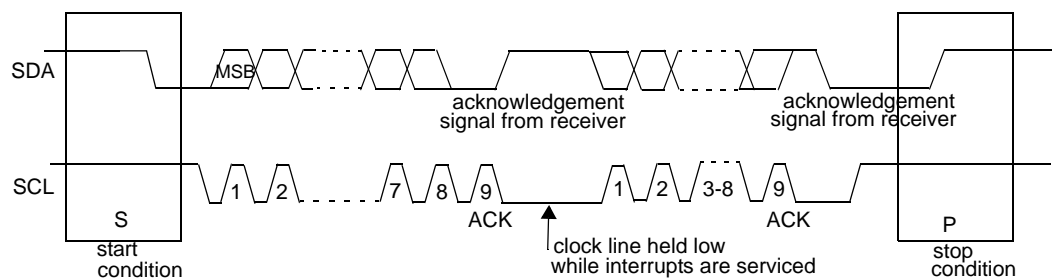 SDA
MSB
acknowledgement
signal from receiver
acknowledgement
signal from receiver
SCL
1
2
7
8
9
1
2
3-8
9
ACK
ACK
S
P
start
condition
clock line held low
while interrupts are serviced
stop
condition